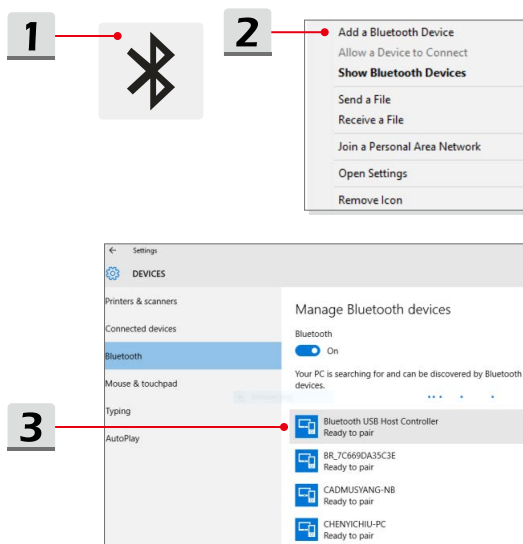 1
2
Add a Bluetooth Device
Allow a Device to Connect
Show Bluetooth Devices
Send a File
Receive a File
Join a Personal Area Network
Open Settings
Remove Icon
← Settings
DEVICES
Printers & scanners
Connected devices
Bluetooth
Mouse & touchpad
Typing
AutoPlay
Manage Bluetooth devices
Bluetooth
On
Your PC is searching for and can be discovered by Bluetooth
devices.
3
Bluetooth USB Host Controller
Ready to pair
BR_7C669DA35C3E
Ready to pair
CADMUSYANG-NB
Ready to pair
CHENYICHIU-PC
Ready to pair